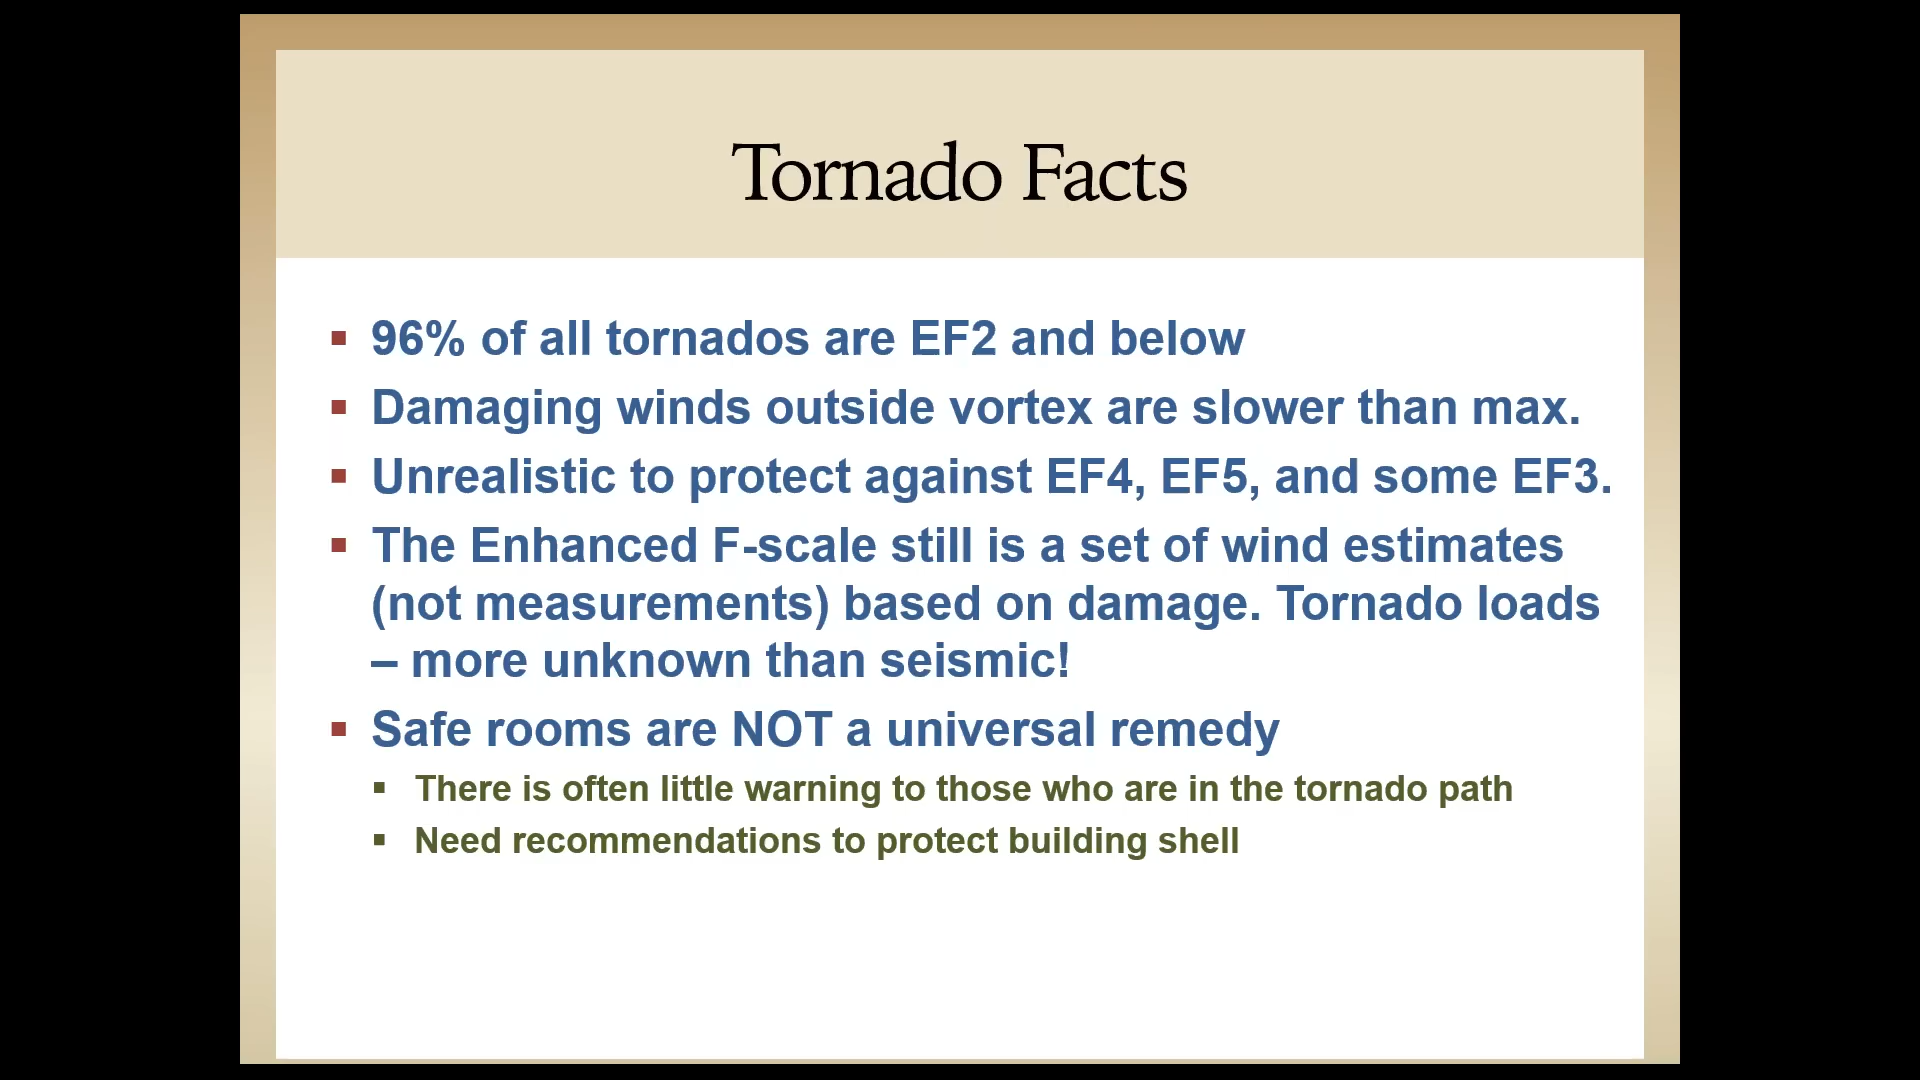 Tornado Facts
▪ 96% of all tornados are EF2 and below
▪ Damaging winds outside vortex are slower than max.
▪ Unrealistic to protect against EF4, EF5, and some EF3.
▪ The Enhanced F-scale still is a set of wind estimates
(not measurements) based on damage. Tornado loads
– more unknown than seismic!
▪ Safe rooms are NOT a universal remedy
▪ There is often little warning to those who are in the tornado path
▪ Need recommendations to protect building shell